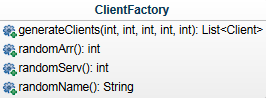 ClientFactory
generateClients(int, int, int, int, int): List<Client>
randomArr(): int
randomServ(): int
randomName(): String